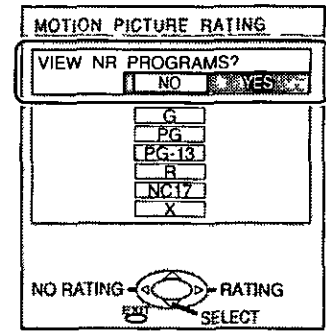 MOTION PICTURE RATING
VIEW NR PROGRAMS?
NO YES
G
PG
PG-13
R
NC17
X
NO RATING RATING
EXIT SELECT